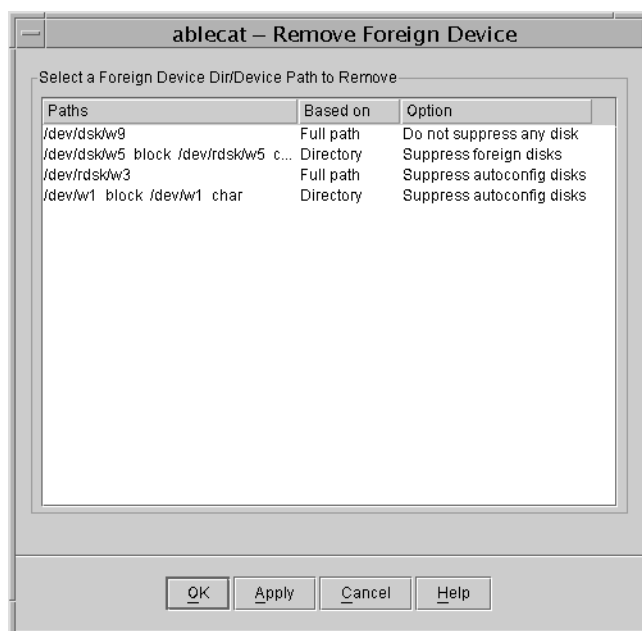 ablecat – Remove Foreign Device
Select a Foreign Device Dir/Device Path to Remove
Paths Based on Option
/dev/dsk/w9 Full path Do not suppress any disk
/dev/dsk/w5 block /dev/rdsk/w5 c... Directory Suppress foreign disks
/dev/rdsk/w3 Full path Suppress autoconfig disks
/dev/w1 block /dev/w1 char Directory Suppress autoconfig disks
OK Apply Cancel Help